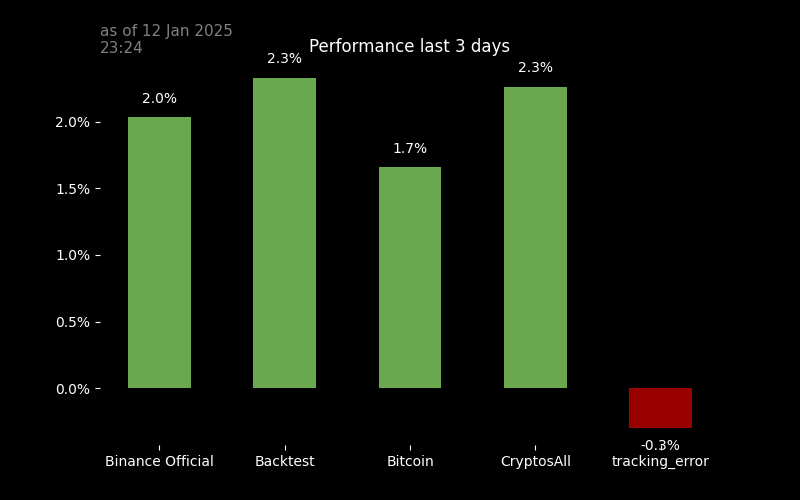 as of 12 Jan 2025
23:24
Performance last 3 days
2.0%
2.3%
1.7%
2.3%
-0.3%
2.0%
1.5%
1.0%
0.5%
0.0%
Binance Official
Backtest
Bitcoin
CryptosAll
tracking_error